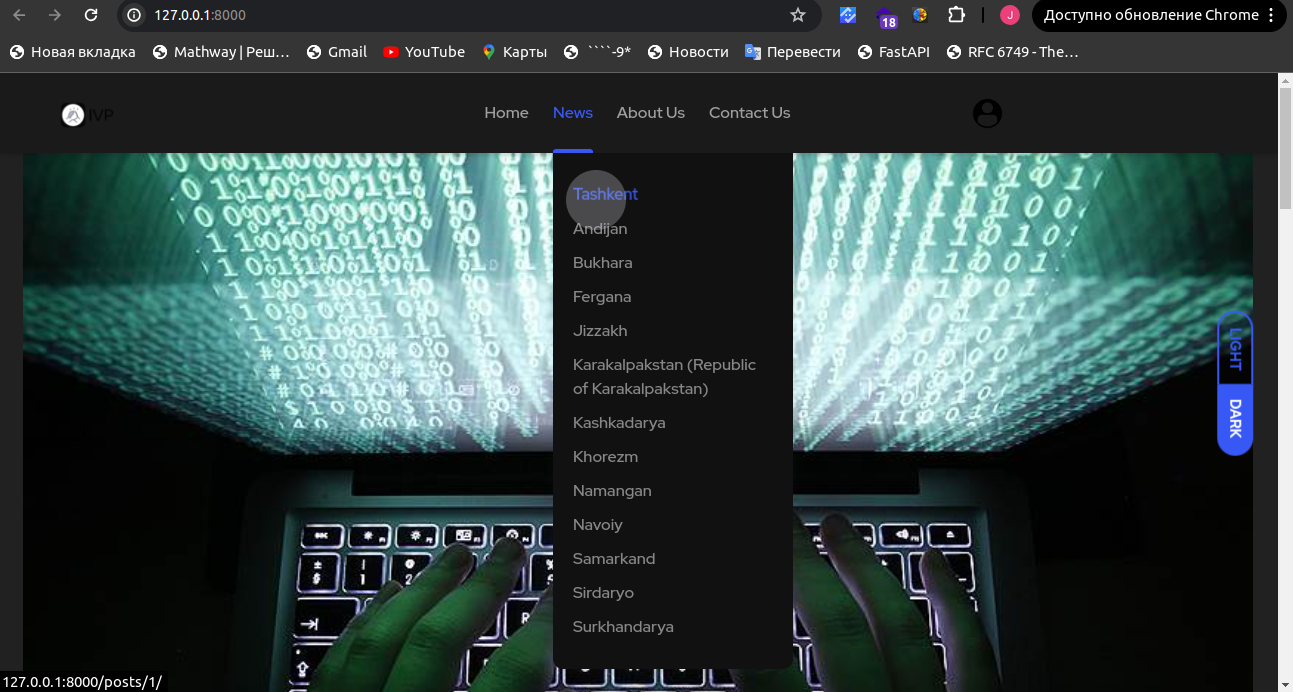 127.0.0.1:8000
18
J
Доступно обновление Chrome
Новая вкладка
Mathway | Реш...
Gmail
YouTube
Карты
````-9*
Новости
Перевести
FastAPI
RFC 6749 - The...
IVP
Home
News
About Us
Contact Us
Tashkent
Andijan
Bukhara
Fergana
Jizzakh
Karakalpakstan (Republic
of Karakalpakstan)
Kashkadarya
Khorezm
Namangan
Navoiy
Samarkand
Sirdaryo
Surkhandarya
LIGHT
DARK
127.0.0.1:8000/posts/1/